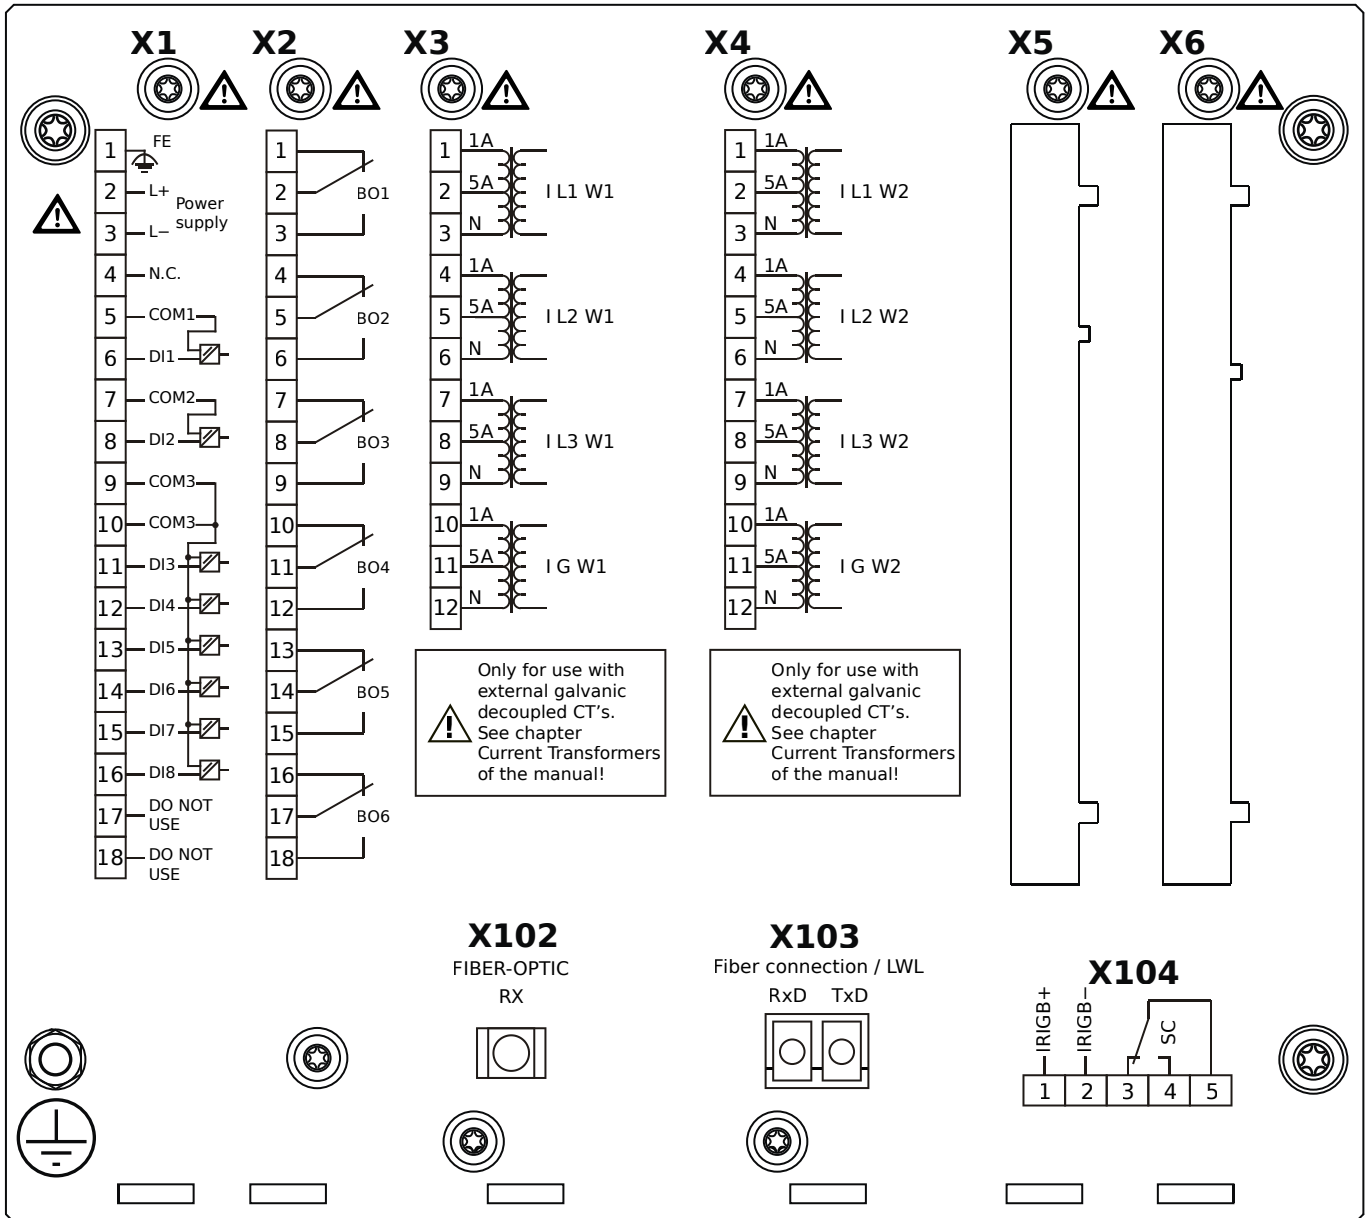 X1 X2 X3 X4 X5 X6
1 FE
2 L+
Power
supply
3 L−
4 N.C.
5 COM1
6 DI1
7 COM2
8 DI2
9 COM3
10 COM3
11 DI3
12 DI4
13 DI5
14 DI6
15 DI7
16 DI8
17 DO NOT
USE
18 DO NOT
USE
1
2 BO1
3
4
5 BO2
6
7
8 BO3
9
10
11 BO4
12
13
14 BO5
15
16
17 BO6
18
1 1A
2 5A I L1 W1
3 N
4 1A
5 5A I L2 W1
6 N
7 1A
8 5A I L3 W1
9 N
10 1A
11 5A I G W1
12 N
Only for use with
external galvanic
decoupled CT's.
See chapter
Current Transformers
of the manual!
1 1A
2 5A I L1 W2
3 N
4 1A
5 5A I L2 W2
6 N
7 1A
8 5A I L3 W2
9 N
10 1A
11 5A I G W2
12 N
Only for use with
external galvanic
decoupled CT's.
See chapter
Current Transformers
of the manual!
X102
FIBER-OPTIC
RX
X103
Fiber connection / LWL
RxD TxD
X104
IRIGB+
IRIGB−
SC
1 2 3 4 5